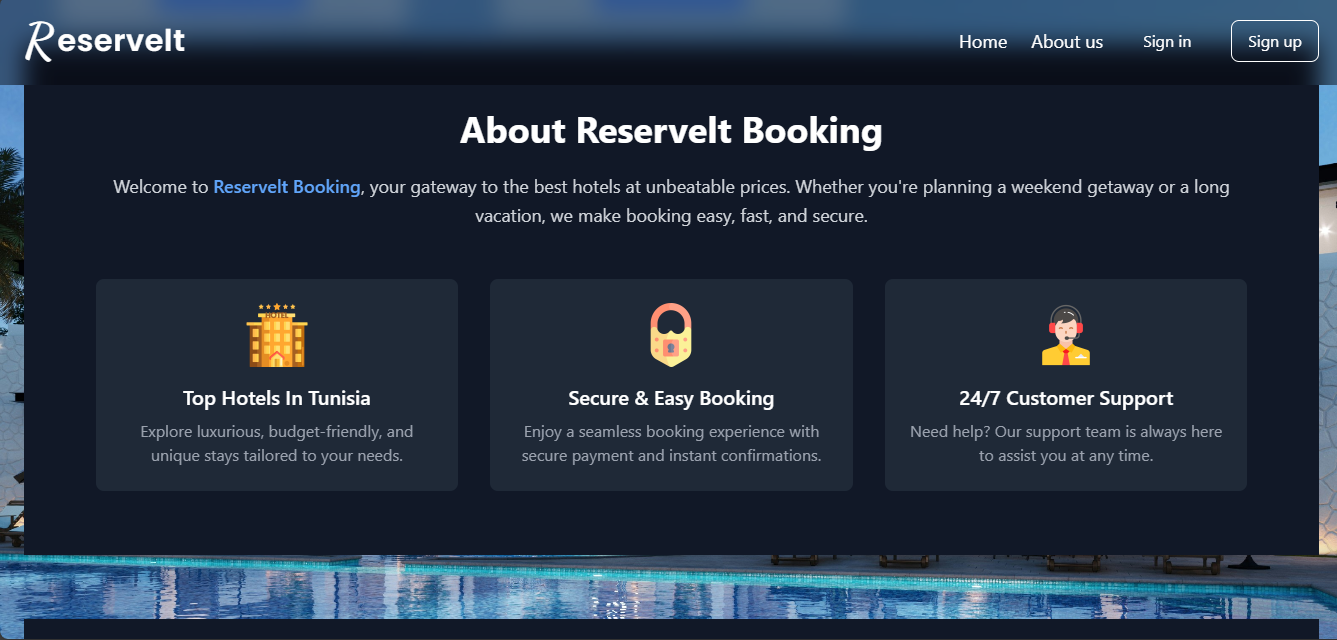 ReserveIt
Home
About us
Sign in
Sign up
About ReserveIt Booking
Welcome to ReserveIt Booking, your gateway to the best hotels at unbeatable prices. Whether you're planning a weekend getaway or a long
vacation, we make booking easy, fast, and secure.
HOTEL
Top Hotels In Tunisia
Explore luxurious, budget-friendly, and
unique stays tailored to your needs.
Secure & Easy Booking
Enjoy a seamless booking experience with
secure payment and instant confirmations.
24/7 Customer Support
Need help? Our support team is always here
to assist you at any time.